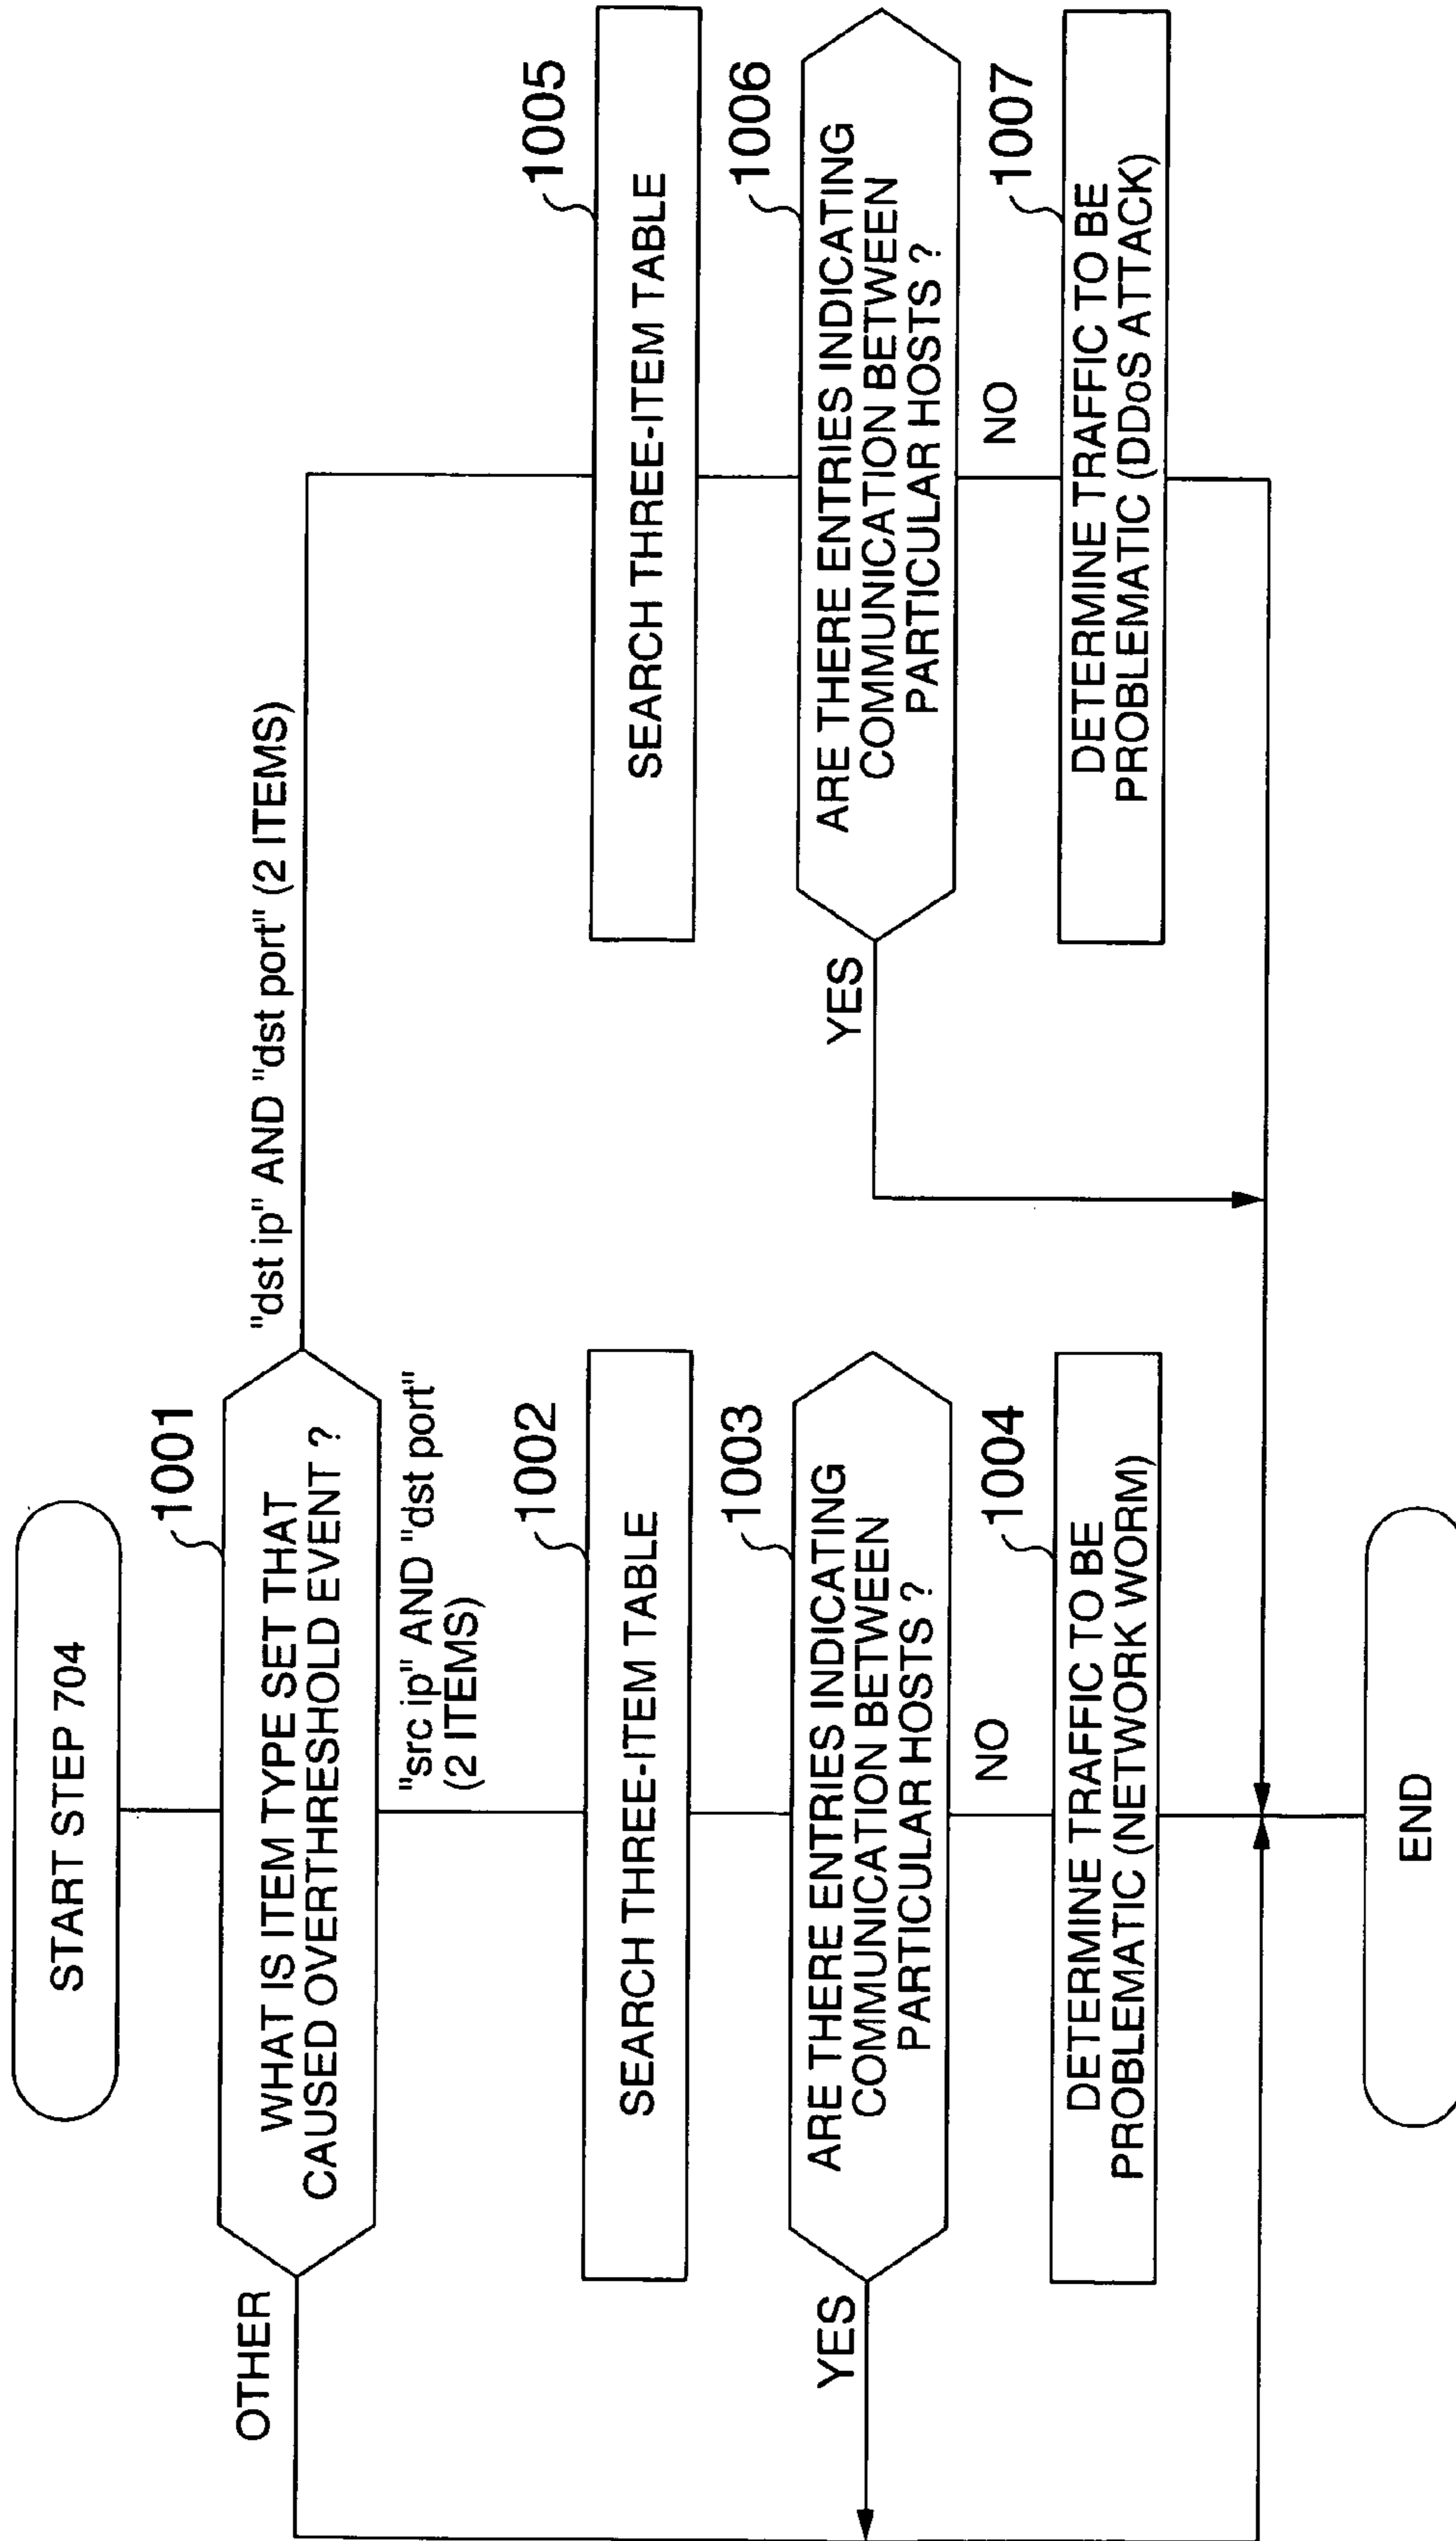 START STEP 704
1001
WHAT IS ITEM TYPE SET THAT
CAUSED OVERTHRESHOLD EVENT ?
OTHER
"dst ip" AND "dst port" (2 ITEMS)
"src ip" AND "dst port"
(2 ITEMS)
1002
SEARCH THREE-ITEM TABLE
1003
ARE THERE ENTRIES INDICATING
COMMUNICATION BETWEEN
PARTICULAR HOSTS ?
YES
NO
1004
DETERMINE TRAFFIC TO BE
PROBLEMATIC (NETWORK WORM)
1005
SEARCH THREE-ITEM TABLE
1006
ARE THERE ENTRIES INDICATING
COMMUNICATION BETWEEN
PARTICULAR HOSTS ?
YES
NO
1007
DETERMINE TRAFFIC TO BE
PROBLEMATIC (DDoS ATTACK)
END